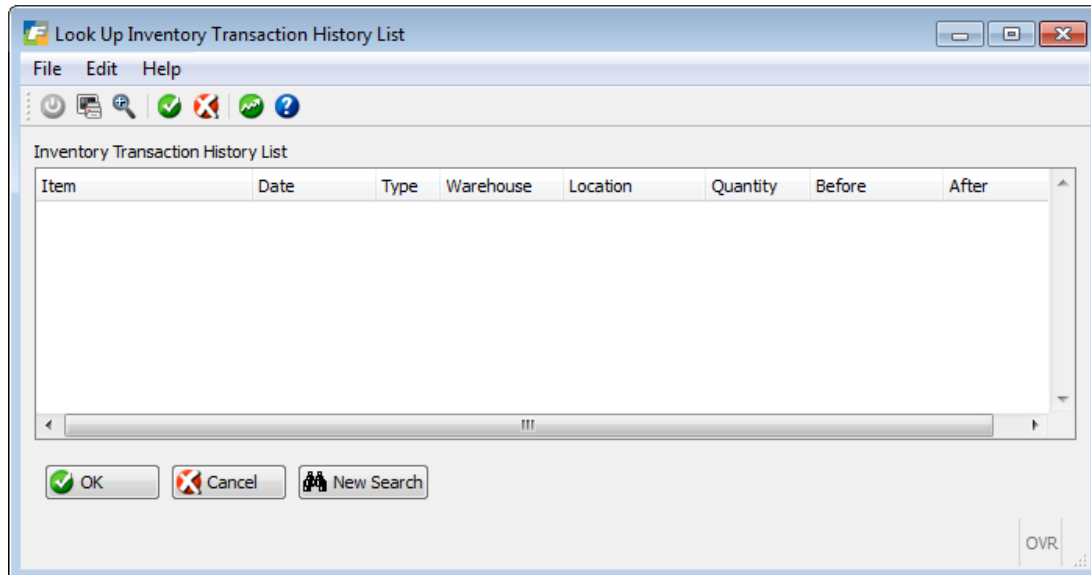 Look Up Inventory Transaction History List
File Edit Help
Inventory Transaction History List
Item Date Type Warehouse Location Quantity Before After
OK Cancel New Search
OVR